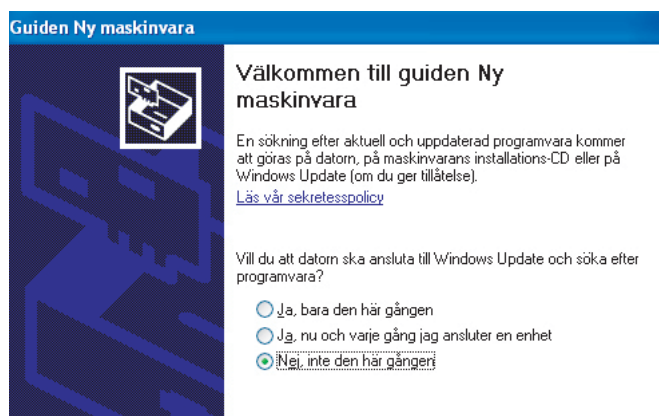 Guiden Ny maskinvara
Välkommen till guiden Ny
maskinvara
En sökning efter aktuell och uppdaterad programvara kommer
att göras på datorn, på maskinvarans installations-CD eller på
Windows Update (om du ger tillåtelse).
Läs vår sekretesspolicy
Vill du att datorn ska ansluta till Windows Update och söka efter
programvara?
Ja, bara den här gången
Ja, nu och varje gång jag ansluter en enhet
Nej, inte den här gången